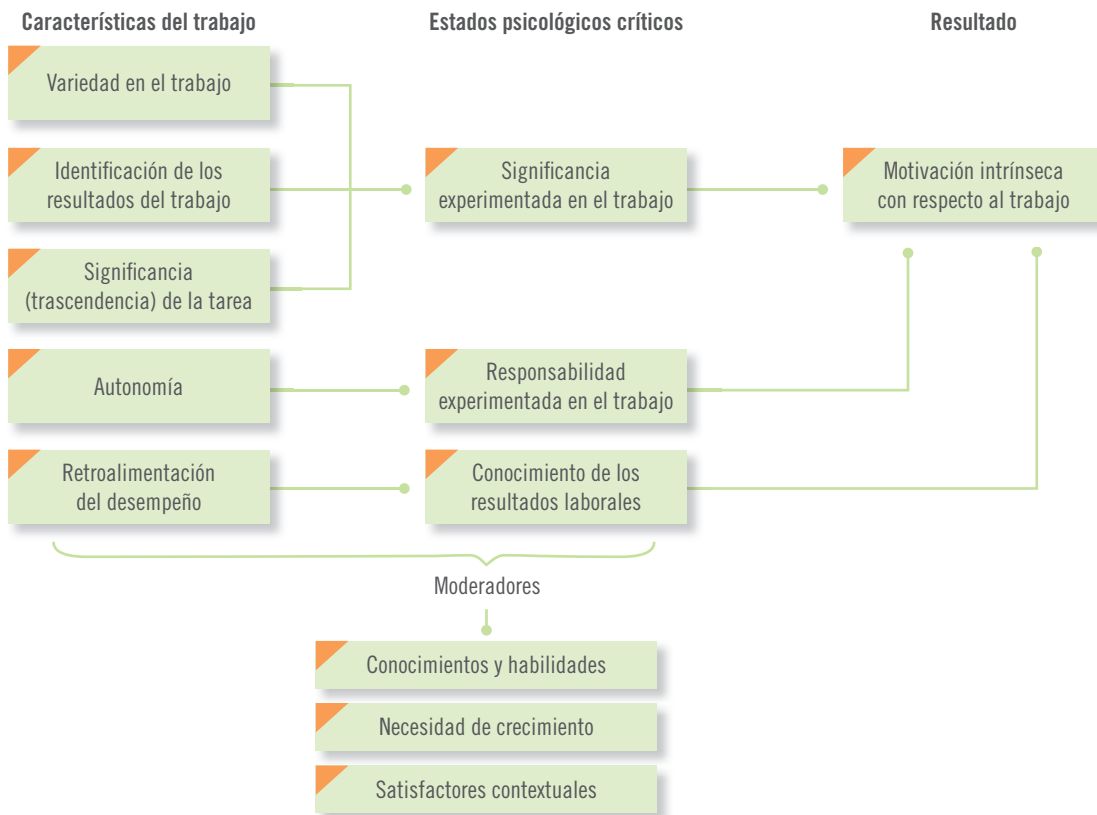 Características del trabajo
Estados psicológicos críticos
Resultado
Variedad en el trabajo
Identificación de los
resultados del trabajo
Significancia
experimentada en el trabajo
Motivación intrínseca
con respecto al trabajo
Significancia
(trascendencia) de la tarea
Autonomía
Responsabilidad
experimentada en el trabajo
Retroalimentación
del desempeño
Conocimiento de los
resultados laborales
Moderadores
Conocimientos y habilidades
Necesidad de crecimiento
Satisfactores contextuales